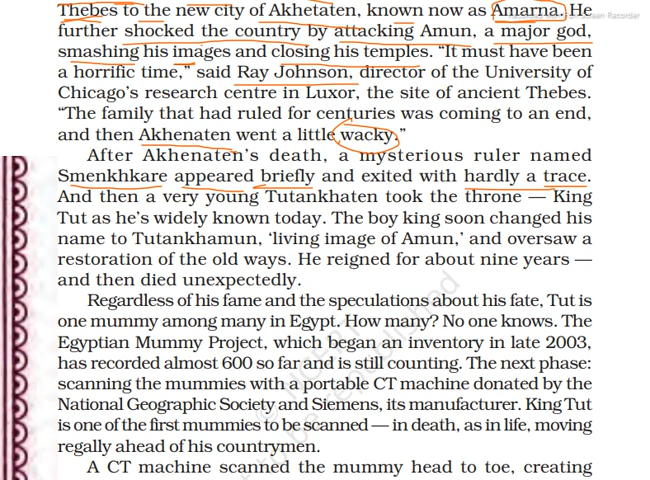 Thebes to the new city of Akhetaten, known now as Amarna. He
further shocked the country by attacking Amun, a major god,
smashing his images and closing his temples. “It must have been
a horrific time,” said Ray Johnson, director of the University of
Chicago’s research centre in Luxor, the site of ancient Thebes.
“The family that had ruled for centuries was coming to an end,
and then Akhenaten went a little wacky.”
After Akhenaten’s death, a mysterious ruler named
Smenkhkare appeared briefly and exited with hardly a trace.
And then a very young Tutankhaten took the throne — King
Tut as he’s widely known today. The boy king soon changed his
name to Tutankhamun, ‘living image of Amun,’ and oversaw a
restoration of the old ways. He reigned for about nine years —
and then died unexpectedly.
Regardless of his fame and the speculations about his fate, Tut is
one mummy among many in Egypt. How many? No one knows. The
Egyptian Mummy Project, which began an inventory in late 2003,
has recorded almost 600 so far and is still counting. The next phase:
scanning the mummies with a portable CT machine donated by the
National Geographic Society and Siemens, its manufacturer. King Tut
is one of the first mummies to be scanned — in death, as in life, moving
regally ahead of his countrymen.
A CT machine scanned the mummy head to toe, creating